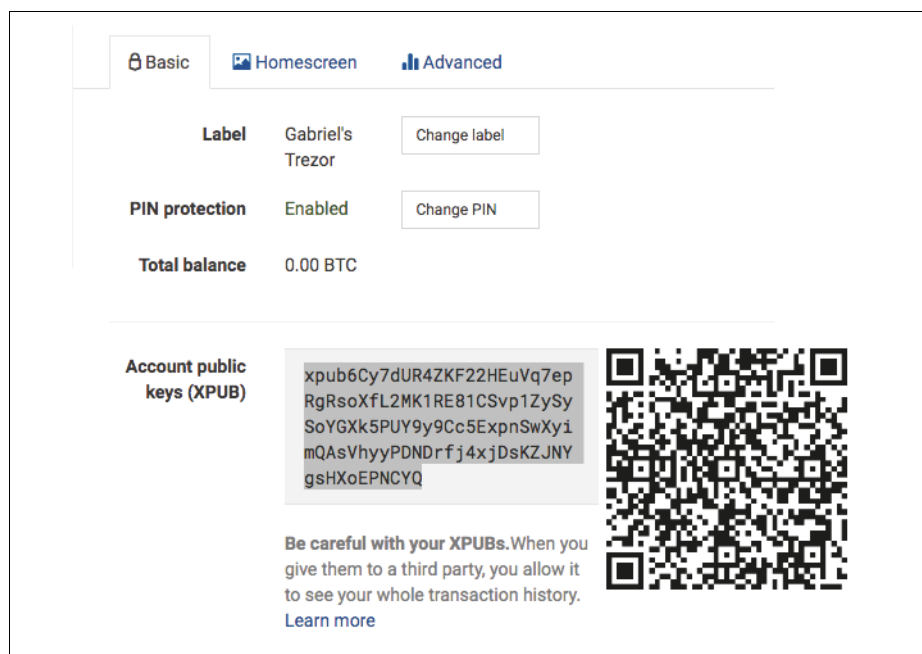 Basic Homescreen Advanced
Label Gabriel's Change label
Trezor
PIN protection Enabled Change PIN
Total balance 0.00 BTC
Account public
keys (XPUB)
xpub6Cy7dUR4ZKF22HEuVq7ep
RgRsoXfL2MK1RE81CSvp1ZySy
SoYGXk5PUY9y9Cc5ExpnSwXyi
mQAsVhyyPDNDrfj4xjDsKZJNY
gsHXoEPNCYQ
Be careful with your XPUBs.When you
give them to a third party, you allow it
to see your whole transaction history.
Learn more